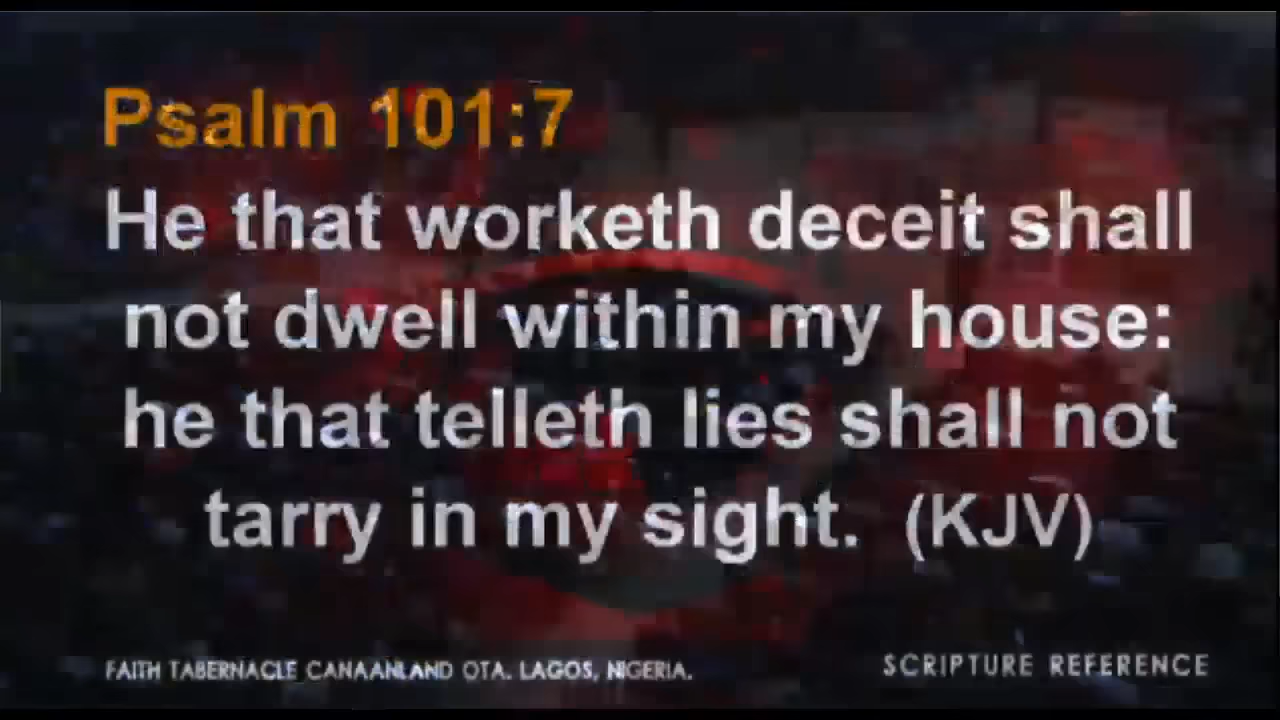 Psalm 101:7
He that worketh deceit shall
not dwell within my house:
he that telleth lies shall not
tarry in my sight. (KJV)
FAITH TABERNACLE CANAANLAND OTA. LAGOS, NIGERIA.
SCRIPTURE REFERENCE